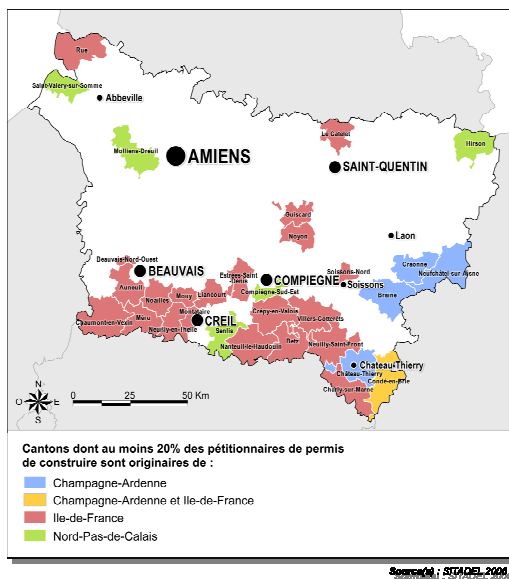 Rue
Saint-Valery-sur-Somme
Abbeville
Molliens-Dreuil
AMIENS
Le Catelet
SAINT-QUENTIN
Hirson
Guiscard
Noyon
Laon
Craonne
Neufchâtel-sur-Aisne
Beauvais-Nord-Ouest
BEAUVAIS
Estrées-Saint-
Denis
COMPIEGNE
Compiègne-Sud-Est
Soissons-Nord
Soissons
Braine
Auneuil
Noailles
Mouy
Liancourt
Montataire
CREIL
Chaumont-en-Vexin
Meru
Neuilly-en-Thelle
Senlis
Crépy-en-Valois
Villers-Cotterêts
Nanteuil-le-Haudouin
Betz
Neuilly-Saint-Front
Chateau-Thierry
Château-Thierry
Condé-en-Brie
Charly-sur-Marne
N
O
E
S
0
25
50 Km
Cantons dont au moins 20% des pétitionnaires de permis
de construire sont originaires de :
Champagne-Ardenne
Champagne-Ardenne et Ile-de-France
Ile-de-France
Nord-Pas-de-Calais
Source(s) : SITADEL 2006